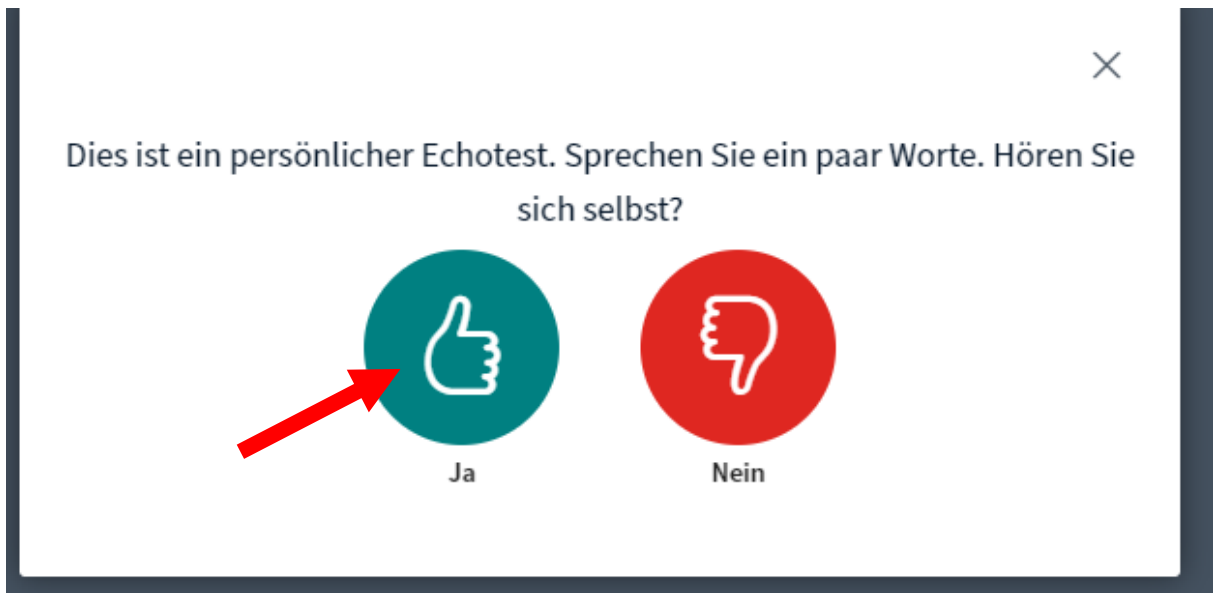 Dies ist ein persönlicher Echotest. Sprechen Sie ein paar Worte. Hören Sie
sich selbst?
Ja
Nein